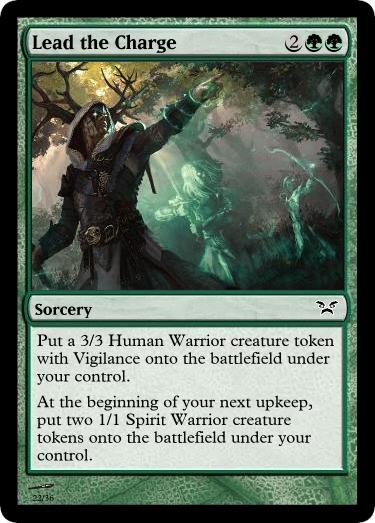 Lead the Charge 2
Sorcery
Put a 3/3 Human Warrior creature token
with Vigilance onto the battlefield under
your control.
At the beginning of your next upkeep,
put two 1/1 Spirit Warrior creature
tokens onto the battlefield under your
control.
22/36